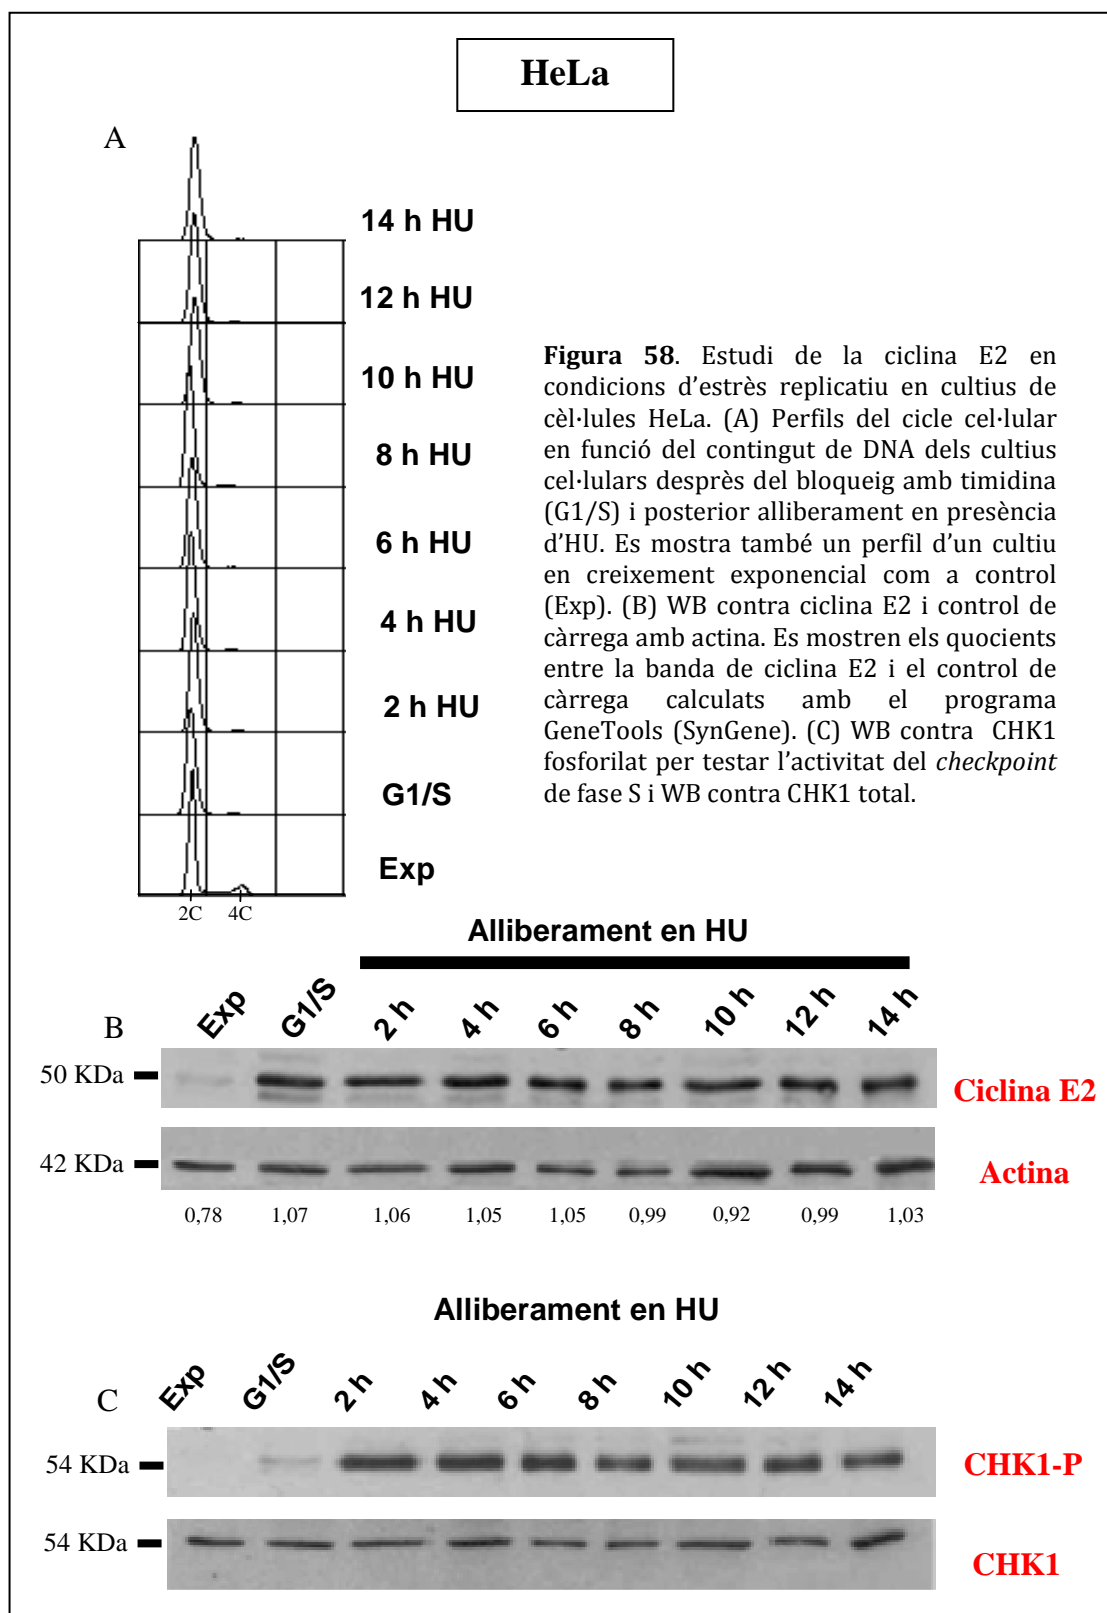 HeLa
A
14 h HU
12 h HU
10 h HU
8 h HU
6 h HU
4 h HU
2 h HU
G1/S
Exp
2C 4C
Figura 58. Estudi de la ciclina E2 en
condicions d'estrès replicatiu en cultius de
cèl·lules HeLa. (A) Perfils del cicle cel·lular
en funció del contingut de DNA dels cultius
cel·lulars desprès del bloqueig amb timidina
(G1/S) i posterior alliberament en presència
d'HU. Es mostra també un perfil d'un cultiu
en creixement exponencial com a control
(Exp). (B) WB contra ciclina E2 i control de
càrrega amb actina. Es mostren els quocients
entre la banda de ciclina E2 i el control de
càrrega calculats amb el programa
GeneTools (SynGene). (C) WB contra CHK1
fosforilat per testar l'activitat del checkpoint
de fase S i WB contra CHK1 total.
Alliberament en HU
B
Exp G1/S 2 h 4 h 6 h 8 h 10 h 12 h 14 h
50 KDa
Ciclina E2
42 KDa
Actina
0,78 1,07 1,06 1,05 1,05 0,99 0,92 0,99 1,03
Alliberament en HU
C
Exp G1/S 2 h 4 h 6 h 8 h 10 h 12 h 14 h
54 KDa
CHK1-P
54 KDa
CHK1